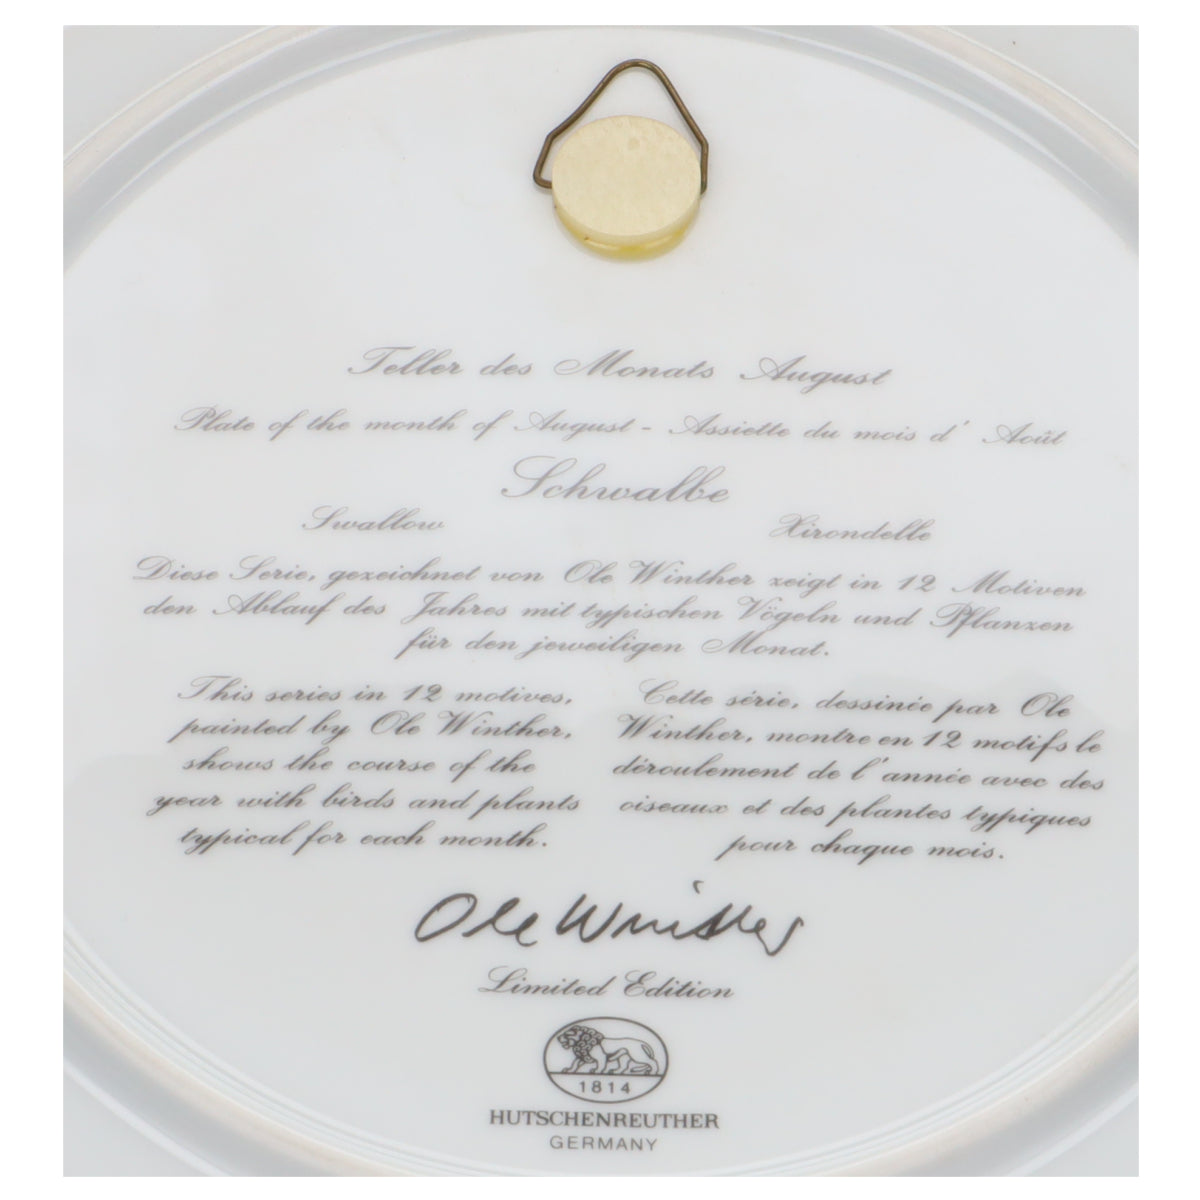 Teller des Monats August
Plate of the month of August - Assiette du mois d' Août
Schwalbe
Swallow
Hirondelle
Diese Serie, gezeichnet von Ole Winther zeigt in 12 Motiven
den Ablauf des Jahres mit typischen Vögeln und Pflanzen
für den jeweiligen Monat.
This series in 12 motives,
painted by Ole Winther,
shows the course of the
year with birds and plants
typical for each month.
Cette série, dessinée par Ole
Winther, montre en 12 motifs le
déroulement de l'année avec des
oiseaux et des plantes typiques
pour chaque mois.
Ole Winther
Limited Edition
1814
HUTSCHENREUTHER
GERMANY